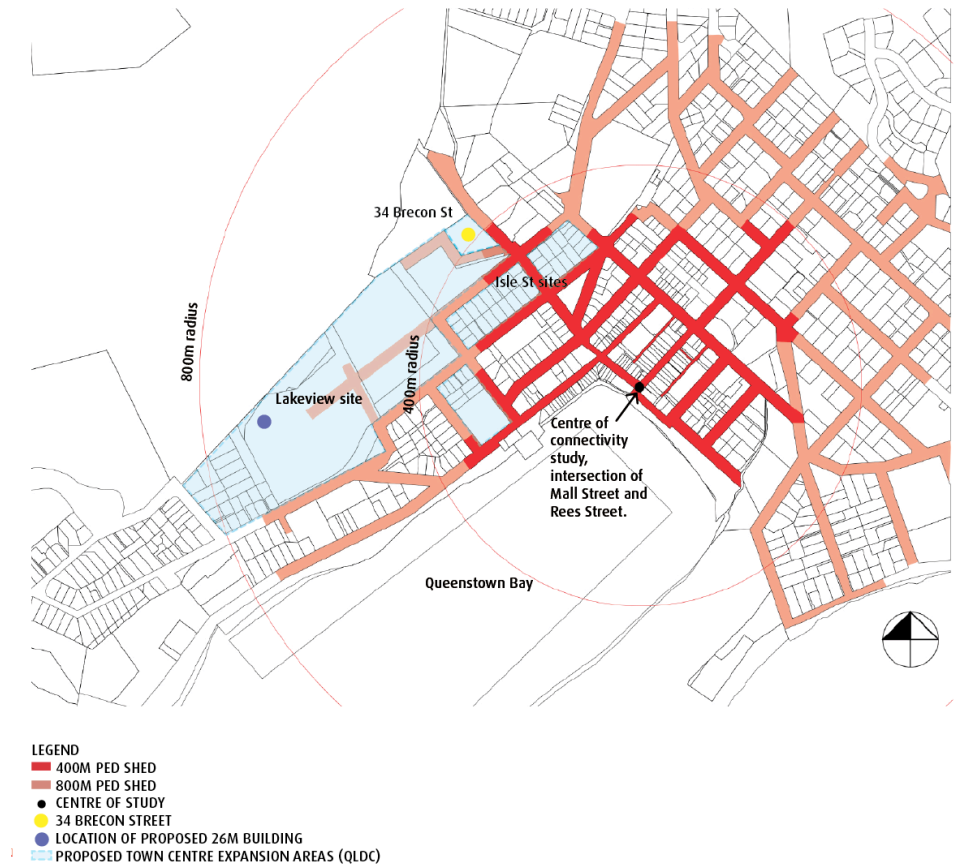 34 Brecon St
Isle St sites
800m radius
400m radius
Lakeview site
Centre of
connectivity
study,
intersection of
Mall Street and
Rees Street.
Queenstown Bay
LEGEND
400M PED SHED
800M PED SHED
CENTRE OF STUDY
34 BRECON STREET
LOCATION OF PROPOSED 26M BUILDING
PROPOSED TOWN CENTRE EXPANSION AREAS (QLDC)